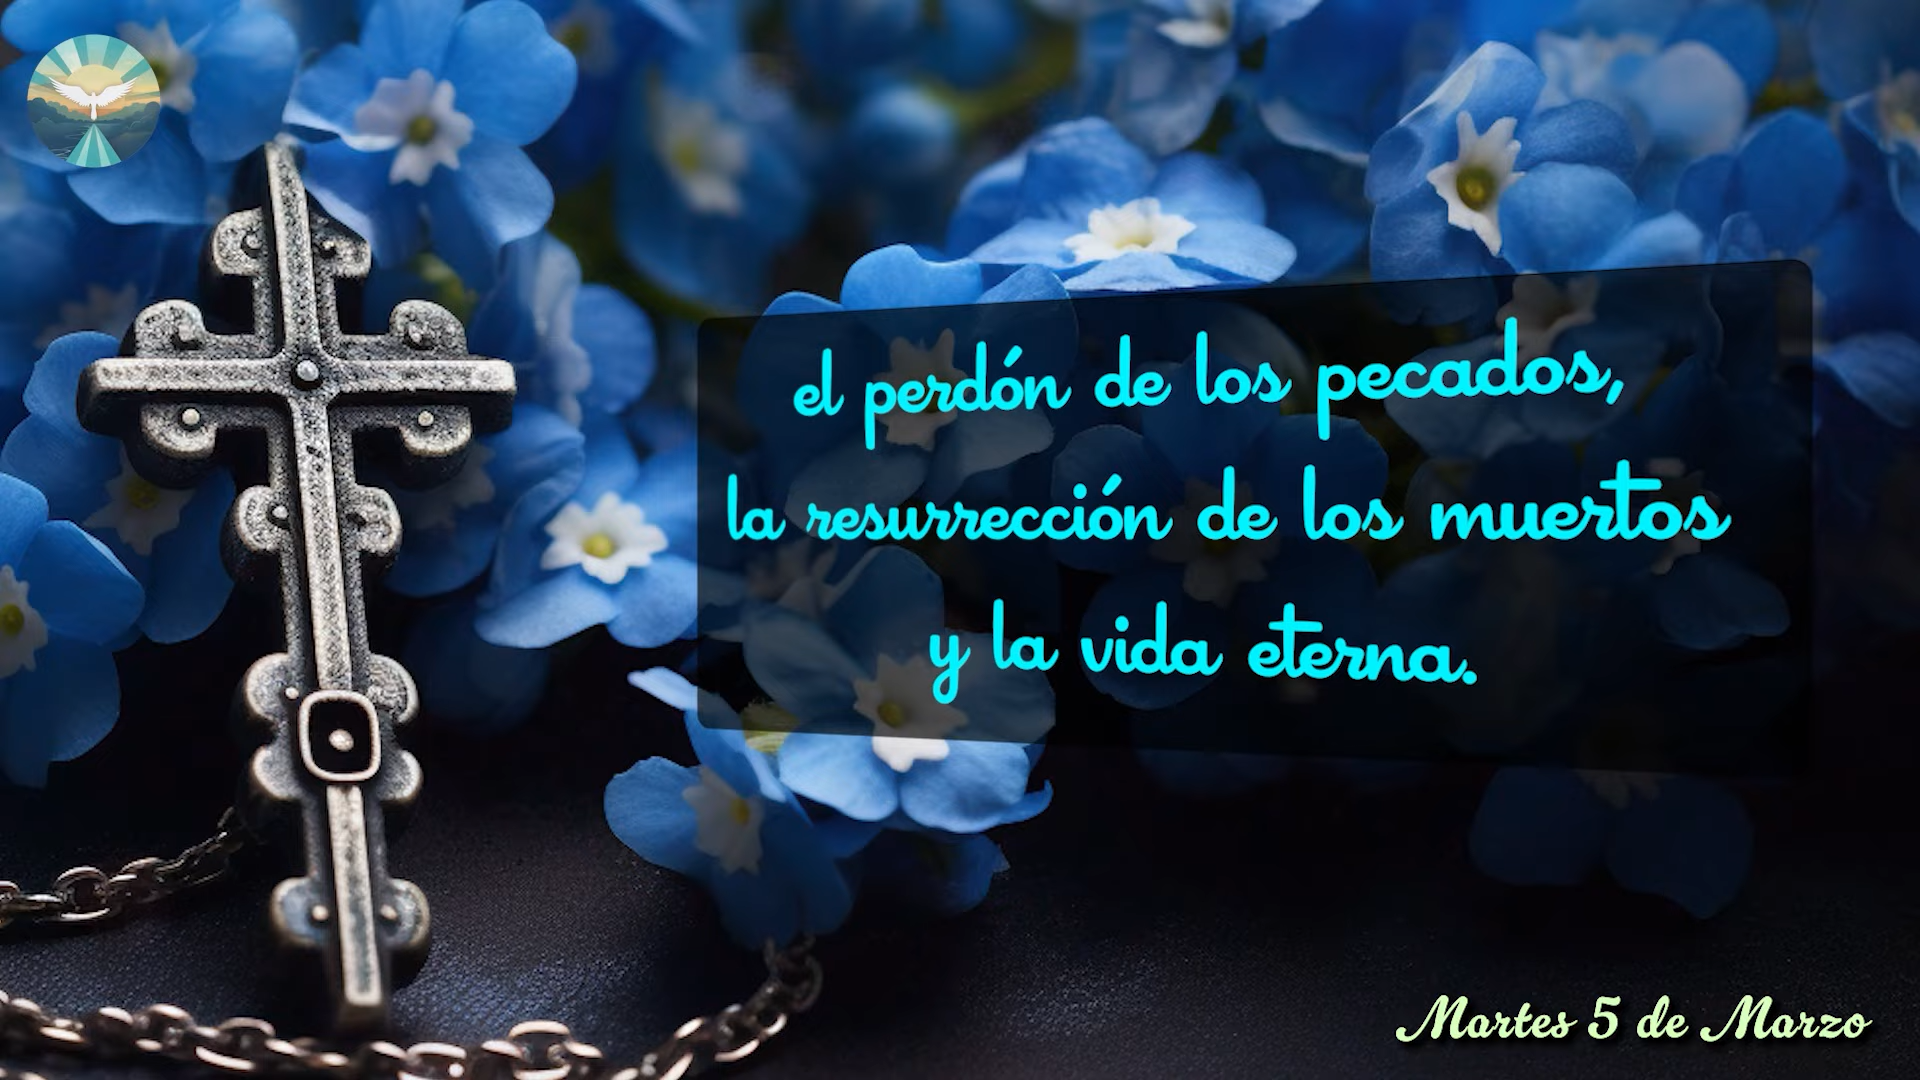 el perdón de los pecados,
la resurrección de los muertos
y la vida eterna.
Martes 5 de Marzo